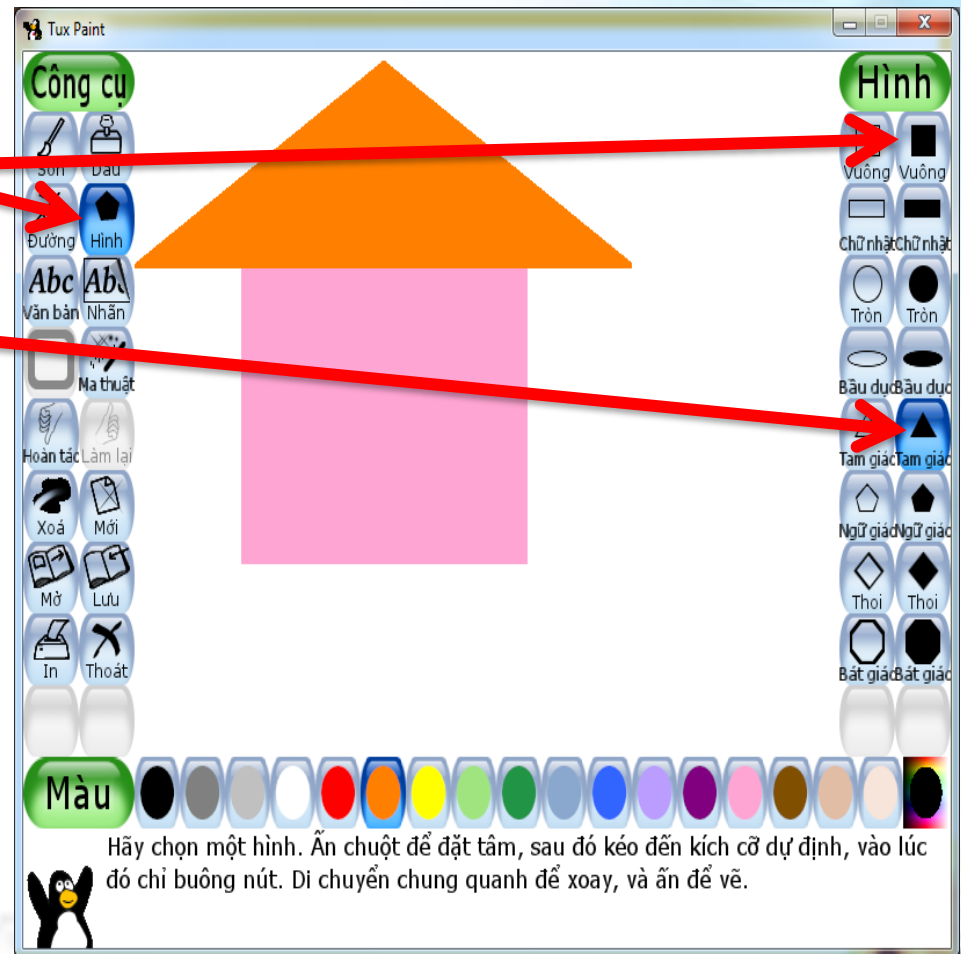 Tux Paint
Công cụ
Hình
Sơn Dấu
Vuông Vuông
Đường Hình
Chữ nhật Chữ nhật
Abc Ab
Văn bản Nhãn
Tròn Tròn
Ma thuật
Bầu dục Bầu dục
Hoàn tác Làm lại
Tam giác Tam giác
Xoá Mới
Ngũ giác Ngũ giác
Mở Lưu
Thoi Thoi
In Thoát
Bát giác Bát giác
Màu
Hãy chọn một hình. Ấn chuột để đặt tâm, sau đó kéo đến kích cỡ dự định, vào lúc
đó chỉ buông nút. Di chuyển chung quanh để xoay, và ấn để vẽ.